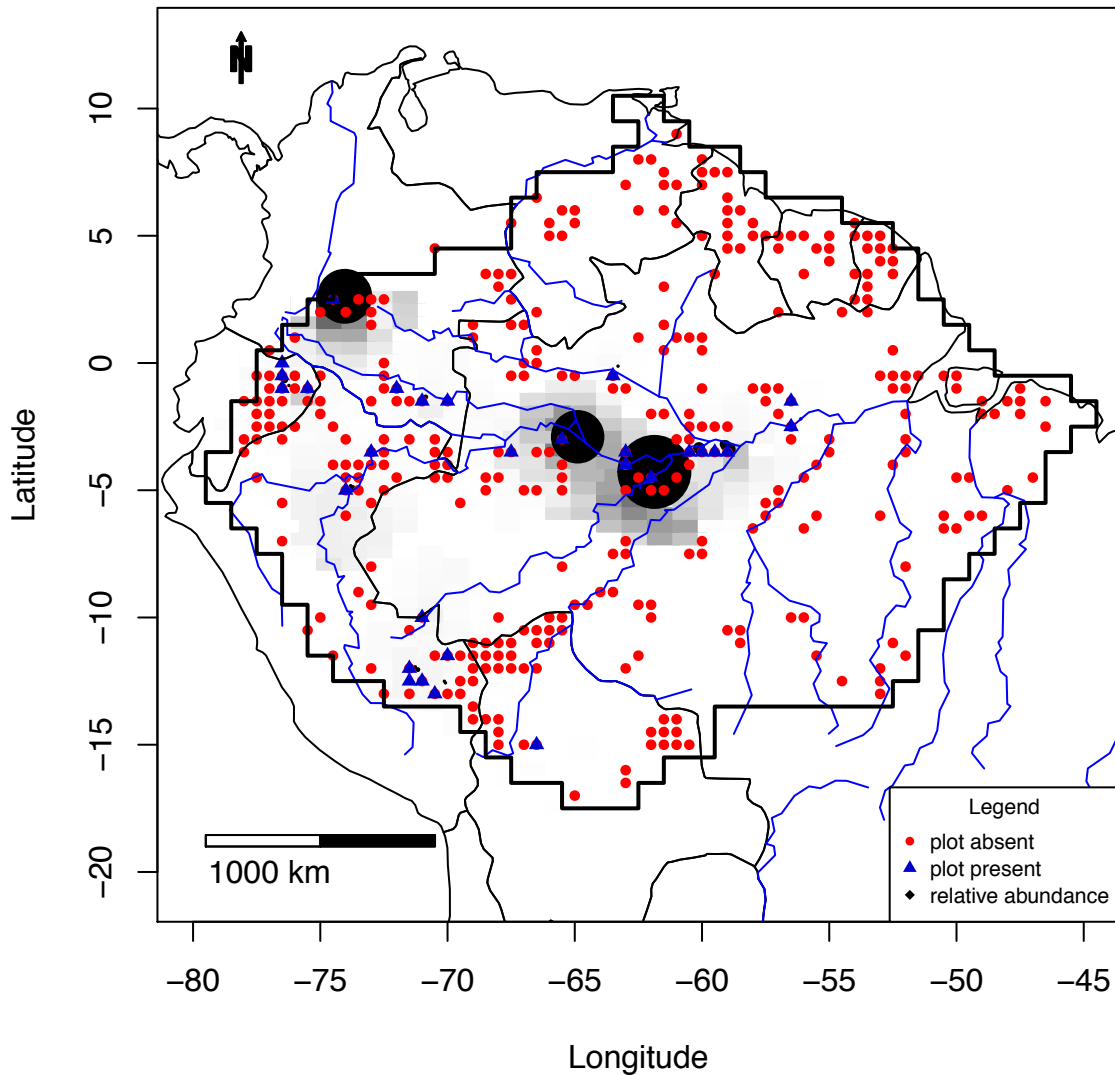 N
10
5
0
−5
−10
−15
−20
Latitude
1000 km
Legend
plot absent
plot present
relative abundance
−80
−75
−70
−65
−60
−55
−50
−45
Longitude